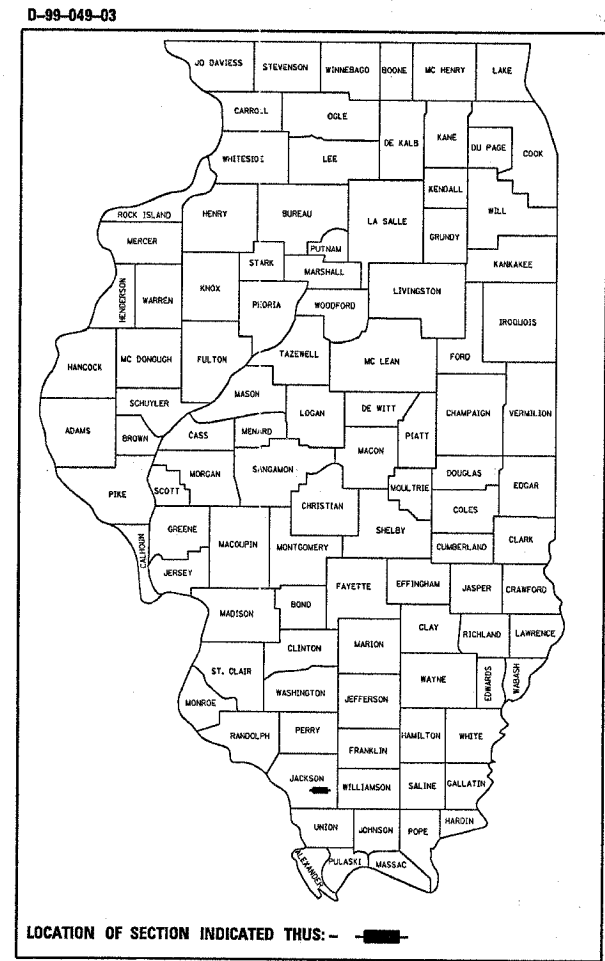 D-99-049-03
JO DAVIESS
STEVENSON
WINNEBAGO
BOONE
MC HENRY
LAKE
CARROLL
OGLE
DE KALB
KANE
DU PAGE
COOK
WHITESIDE
LEE
KENDALL
WILL
ROCK ISLAND
HENRY
BUREAU
LA SALLE
GRUNDY
MERCER
PUTNAM
STARK
MARSHALL
KANKAKEE
HENDERSON
WARREN
KNOX
PEORIA
WOODFORD
LIVINGSTON
IROQUOIS
HANCOCK
MC DONOUGH
FULTON
TAZEWELL
MC LEAN
FORD
MASON
SCHUYLER
LOGAN
DE WITT
CHAMPAIGN
VERMILION
ADAMS
BROWN
CASS
MENARD
MACON
PIATT
PIKE
SCOTT
MORGAN
SANGAMON
CHRISTIAN
MOULTRIE
DOUGLAS
EDGAR
COLES
CALHOUN
GREENE
MACOUPIN
MONTGOMERY
SHELBY
CUMBERLAND
CLARK
JERSEY
FAYETTE
EFFINGHAM
JASPER
CRAWFORD
MADISON
BOND
CLAY
RICHLAND
LAWRENCE
CLINTON
MARION
ST. CLAIR
WAYNE
EDWARDS
WABASH
WASHINGTON
JEFFERSON
MONROE
RANDOLPH
PERRY
HAMILTON
WHITE
FRANKLIN
JACKSON
WILLIAMSON
SALINE
GALLATIN
UNION
JOHNSON
POPE
HARDIN
ALEXANDER
PULASKI
MASSAC
LOCATION OF SECTION INDICATED THUS: -